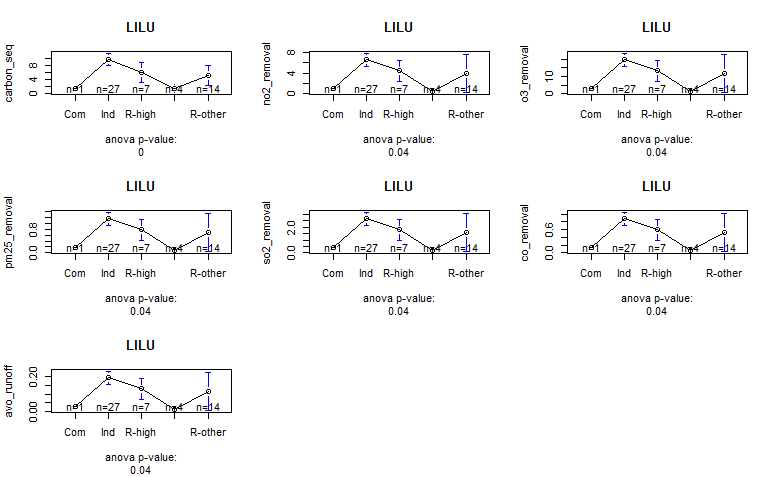 LILU
LILU
LILU
carbon_seq
0 4 8
n=1 n=27 n=7 n=4 n=14
Com Ind R-high R-other
anova p-value:
0
no2_removal
0 4 8
n=1 n=27 n=7 n=4 n=14
Com Ind R-high R-other
anova p-value:
0.04
o3_removal
0 10
n=1 n=27 n=7 n=4 n=14
Com Ind R-high R-other
anova p-value:
0.04
LILU
LILU
LILU
pm25_removal
0.0 0.8
n=1 n=27 n=7 n=4 n=14
Com Ind R-high R-other
anova p-value:
0.04
so2_removal
0.0 2.0
n=1 n=27 n=7 n=4 n=14
Com Ind R-high R-other
anova p-value:
0.04
co_removal
0.0 0.6
n=1 n=27 n=7 n=4 n=14
Com Ind R-high R-other
anova p-value:
0.04
LILU
avo_runoff
0.00 0.20
n=1 n=27 n=7 n=4 n=14
Com Ind R-high R-other
anova p-value:
0.04